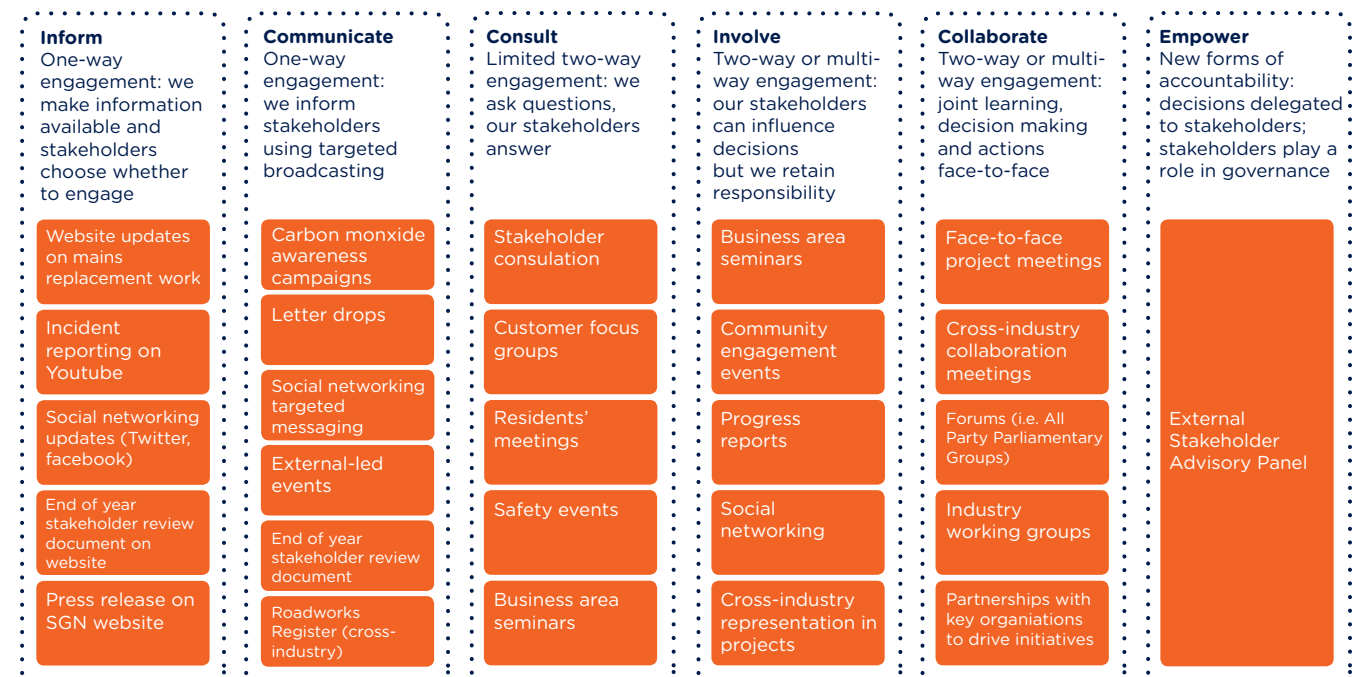 Inform
One-way
engagement: we
make information
available and
stakeholders
choose whether
to engage
Website updates
on mains
replacement work
Incident
reporting on
Youtube
Social networking
updates (Twitter,
facebook)
End of year
stakeholder review
document on
website
Press release on
SGN website
Communicate
One-way
engagement:
we inform
stakeholders
using targeted
broadcasting
Carbon monxide
awareness
campaigns
Letter drops
Social networking
targeted
messaging
External-led
events
End of year
stakeholder review
document
Roadworks
Register (cross-
industry)
Consult
Limited two-way
engagement: we
ask questions,
our stakeholders
answer
Stakeholder
consulation
Customer focus
groups
Residents’
meetings
Safety events
Business area
seminars
Involve
Two-way or multi-
way engagement:
our stakeholders
can influence
decisions
but we retain
responsibility
Business area
seminars
Community
engagement
events
Progress
reports
Social
networking
Cross-industry
representation in
projects
Collaborate
Two-way or multi-
way engagement:
joint learning,
decision making
and actions
face-to-face
Face-to-face
project meetings
Cross-industry
collaboration
meetings
Forums (i.e. All
Party Parliamentary
Groups)
Industry
working groups
Partnerships with
key organiations
to drive initiatives
Empower
New forms of
accountability:
decisions delegated
to stakeholders;
stakeholders play a
role in governance
External
Stakeholder
Advisory Panel